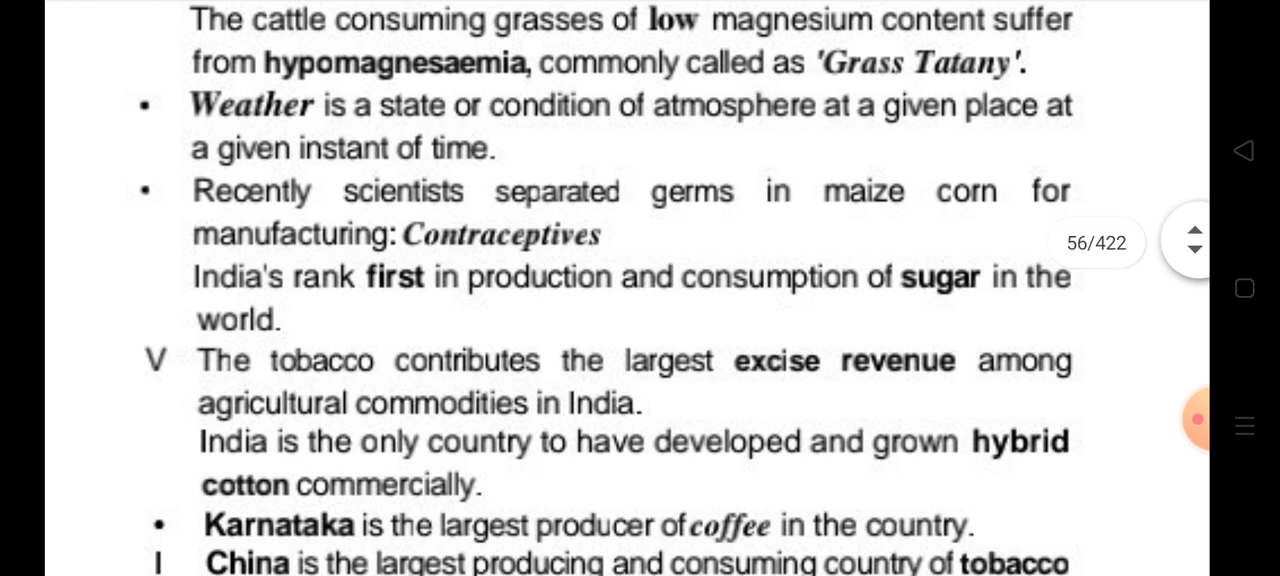 The cattle consuming grasses of low magnesium content suffer
from hypomagnesaemia, commonly called as 'Grass Tatany'.
• Weather is a state or condition of atmosphere at a given place at
a given instant of time.
• Recently scientists separated germs in maize corn for
manufacturing: Contraceptives
56/422
India's rank first in production and consumption of sugar in the
world.
V The tobacco contributes the largest excise revenue among
agricultural commodities in India.
India is the only country to have developed and grown hybrid
cotton commercially.
• Karnataka is the largest producer of coffee in the country.
I China is the largest producing and consuming country of tobacco